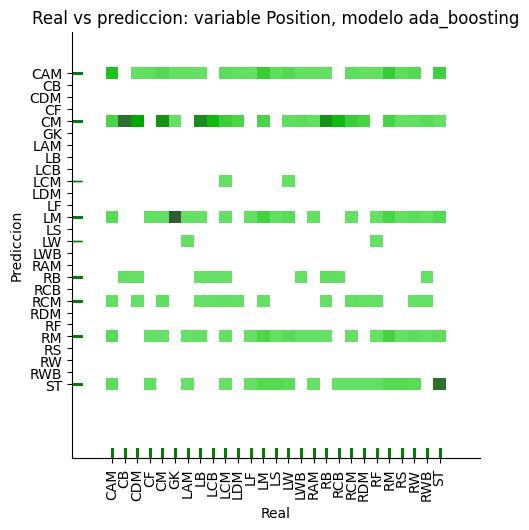 Real vs prediccion: variable Position, modelo ada_boosting
CAM
CB
CDM
CF
CM
GK
LAM
LB
LCB
LCM
LDM
LF
LM
LS
LW
LWB
RAM
RB
RCB
RCM
RDM
RF
RM
RS
RW
RWB
ST
Prediccion
CAM
CB
CDM
CF
CM
GK
LAM
LB
LCB
LCM
LDM
LF
LM
LS
LW
LWB
RAM
RB
RCB
RCM
RDM
RF
RM
RS
RW
RWB
ST
Real